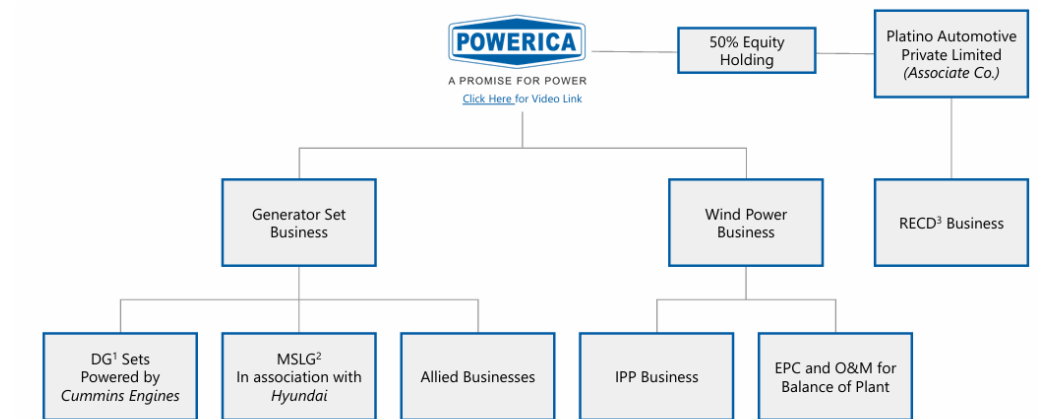 POWERICA
A PROMISE FOR POWER
Click Here for Video Link
50% Equity
Holding
Platino Automotive
Private Limited
(Associate Co.)
Generator Set
Business
Wind Power
Business
RECD³ Business
DG¹ Sets
Powered by
Cummins Engines
MSLG²
In association with
Hyundai
Allied Businesses
IPP Business
EPC and O&M for
Balance of Plant